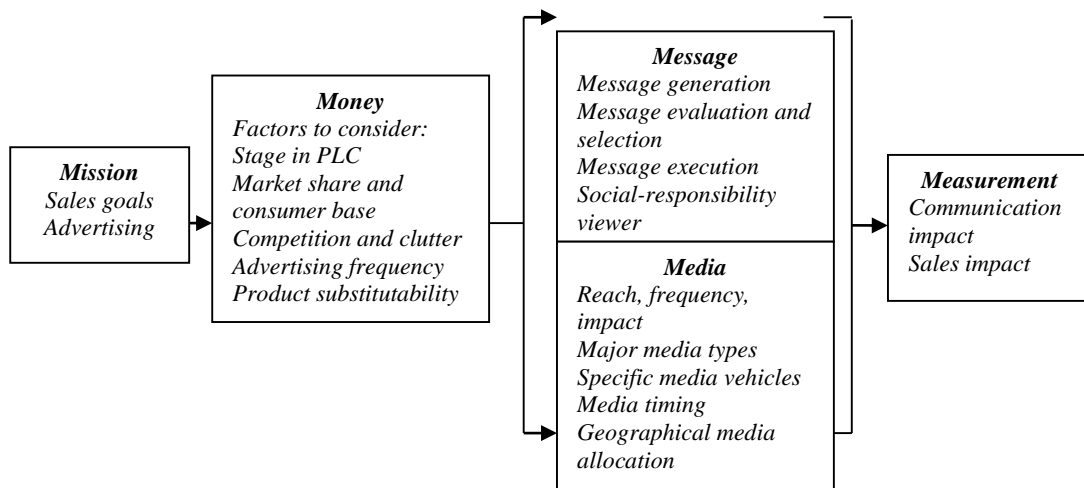 Mission
Sales goals
Advertising
Money
Factors to consider:
Stage in PLC
Market share and
consumer base
Competition and clutter
Advertising frequency
Product substitutability
Message
Message generation
Message evaluation and
selection
Message execution
Social-responsibility
viewer
Media
Reach, frequency,
impact
Major media types
Specific media vehicles
Media timing
Geographical media
allocation
Measurement
Communication
impact
Sales impact